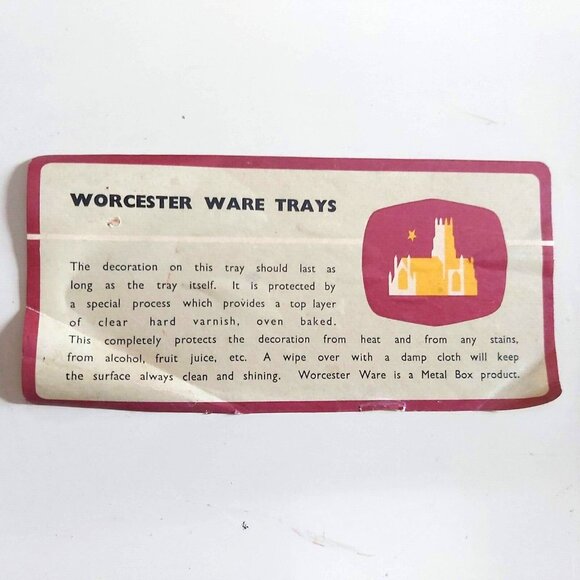 WORCESTER WARE TRAYS
The decoration on this tray should last as
long as the tray itself. It is protected by
a special process which provides a top layer
of clear hard varnish, oven baked.
This completely protects the decoration from heat and from any stains,
from alcohol, fruit juice, etc. A wipe over with a damp cloth will keep
the surface always clean and shining. Worcester Ware is a Metal Box product.